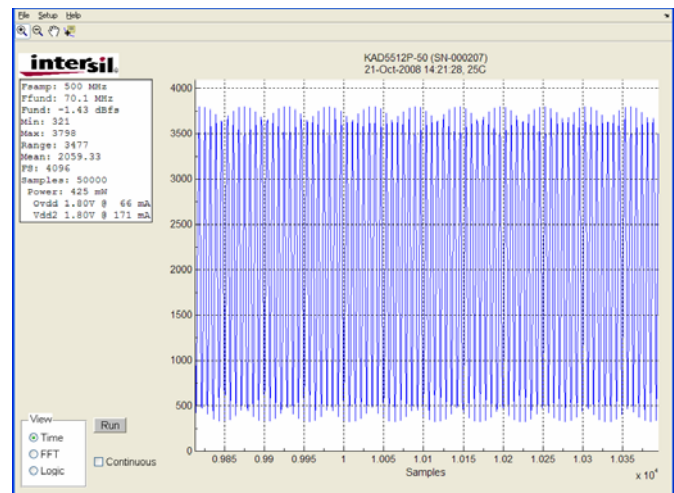 File Setup Help
intersil.
KAD5512P-50 (SN-000207)
21-Oct-2008 14:21:28, 25C
Fsamp: 500 MHz
Ffund: 70.1 MHz
Fund: -1.43 dBfs
Min: 321
Max: 3798
Range: 3477
Mean: 2059.33
FS: 4096
Samples: 50000
Power: 425 mW
Ovdd 1.80V @ 66 mA
Vdd2 1.80V @ 171 mA
4000
3500
3000
2500
2000
1500
1000
500
0
0.985 0.99 0.995 1 1.005 1.01 1.015 1.02 1.025 1.03 1.035
Samples
x 10⁴
View
Time
FFT
Logic
Run
Continuous